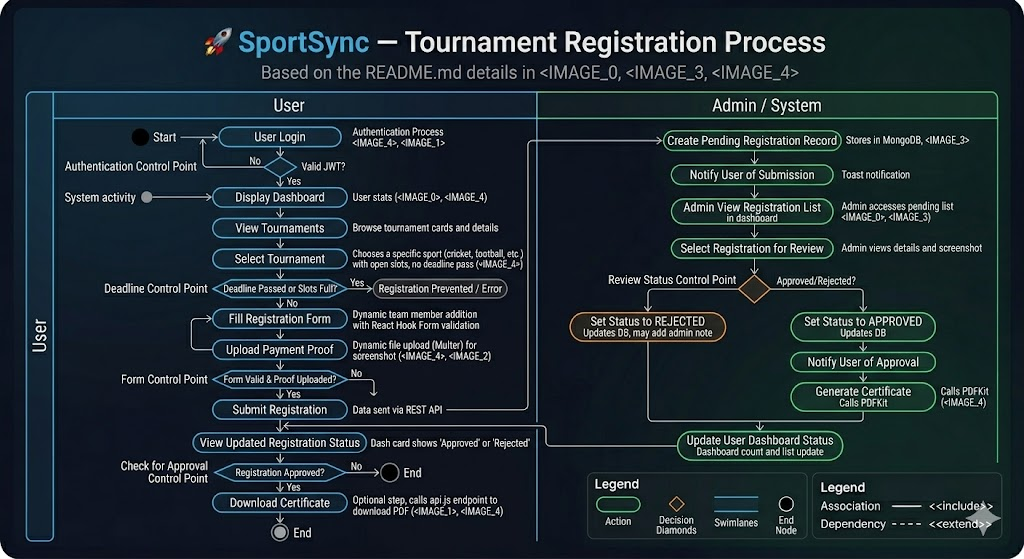 🚀 SportSync — Tournament Registration Process
Based on the README.md details in <IMAGE_0, <IMAGE_3, <IMAGE_4>
User
Admin / System
User
Start
User Login
Authentication Process
<IMAGE_4>, <IMAGE_1>
Authentication Control Point
No
Valid JWT?
Yes
System activity
Display Dashboard
User stats (<IMAGE_0>, <IMAGE_4)
View Tournaments
Browse tournament cards and details
Select Tournament
Chooses a specific sport (cricket, football, etc.)
with open slots, no deadline pass (<IMAGE_4>)
Deadline Control Point
Deadline Passed or Slots Full?
Yes
Registration Prevented / Error
No
Fill Registration Form
Dynamic team member addition
with React Hook Form validation
Upload Payment Proof
Dynamic file upload (Multer) for
screenshot (<IMAGE_4>, <IMAGE_2)
Form Control Point
Form Valid & Proof Uploaded?
No
Yes
Submit Registration
Data sent via REST API
View Updated Registration Status
Dash card shows 'Approved' or 'Rejected'
Check for Approval
Control Point
Registration Approved?
No
End
Yes
Download Certificate
Optional step, calls api.js endpoint to
download PDF (<IMAGE_1>, <IMAGE_4)
End
Create Pending Registration Record
Stores in MongoDB, <IMAGE_3>
Notify User of Submission
Toast notification
Admin View Registration List
in dashboard
Admin accesses pending list
<IMAGE_0>, <IMAGE_3)
Select Registration for Review
Admin views details and screenshot
Review Status Control Point
Approved/Rejected?
Set Status to REJECTED
Updates DB, may add admin note
Set Status to APPROVED
Updates DB
Notify User of Approval
Generate Certificate
Calls PDFKit
Calls PDFKit
(<IMAGE_4)
Update User Dashboard Status
Dashboard count and list update
Legend
Action
Decision
Diamonds
Swimlanes
End
Node
Legend
Association
<<include>>
Dependency
<<extend>>